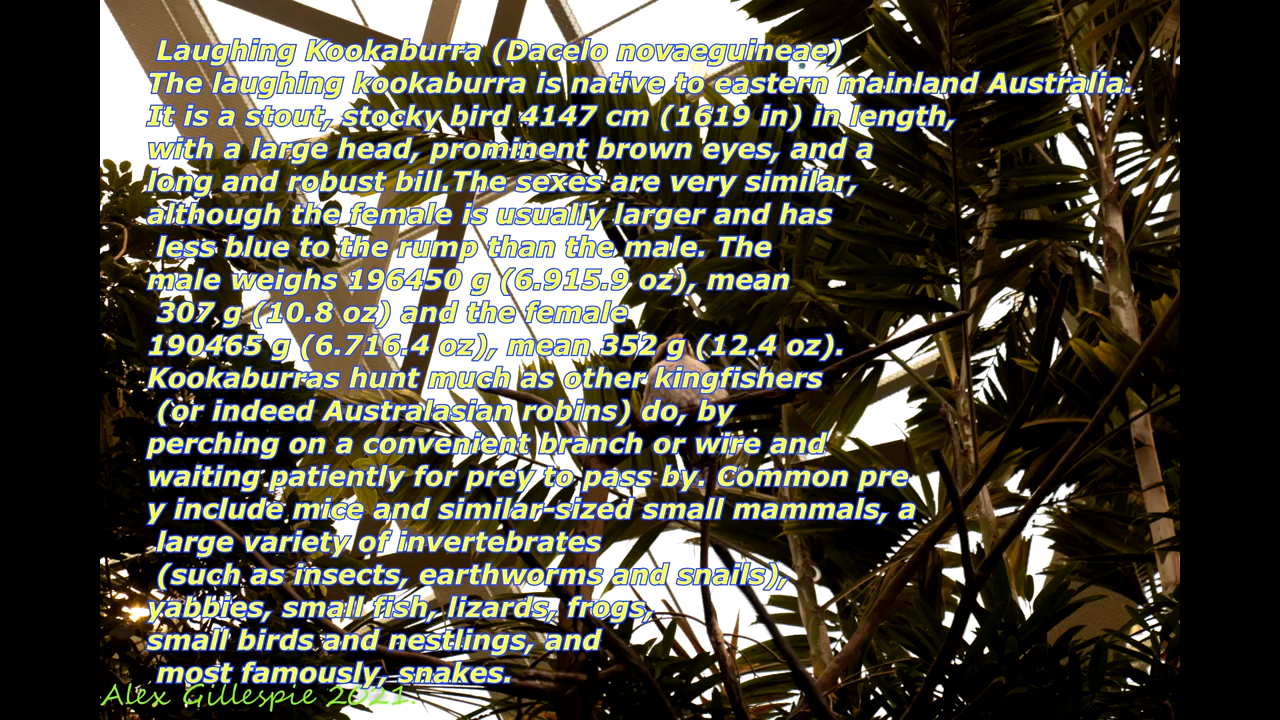 Laughing Kookaburra (Dacelo novaeguineae)
The laughing kookaburra is native to eastern mainland Australia.
It is a stout, stocky bird 4147 cm (1619 in) in length,
with a large head, prominent brown eyes, and a
long and robust bill.The sexes are very similar,
although the female is usually larger and has
less blue to the rump than the male. The
male weighs 196450 g (6.915.9 oz), mean
307 g (10.8 oz) and the female
190465 g (6.716.4 oz), mean 352 g (12.4 oz).
Kookaburras hunt much as other kingfishers
(or indeed Australasian robins) do, by
perching on a convenient branch or wire and
waiting patiently for prey to pass by. Common pre
y include mice and similar-sized small mammals, a
large variety of invertebrates
(such as insects, earthworms and snails),
yabbies, small fish, lizards, frogs,
small birds and nestlings, and
most famously, snakes.
Alex Gillespie 2021.